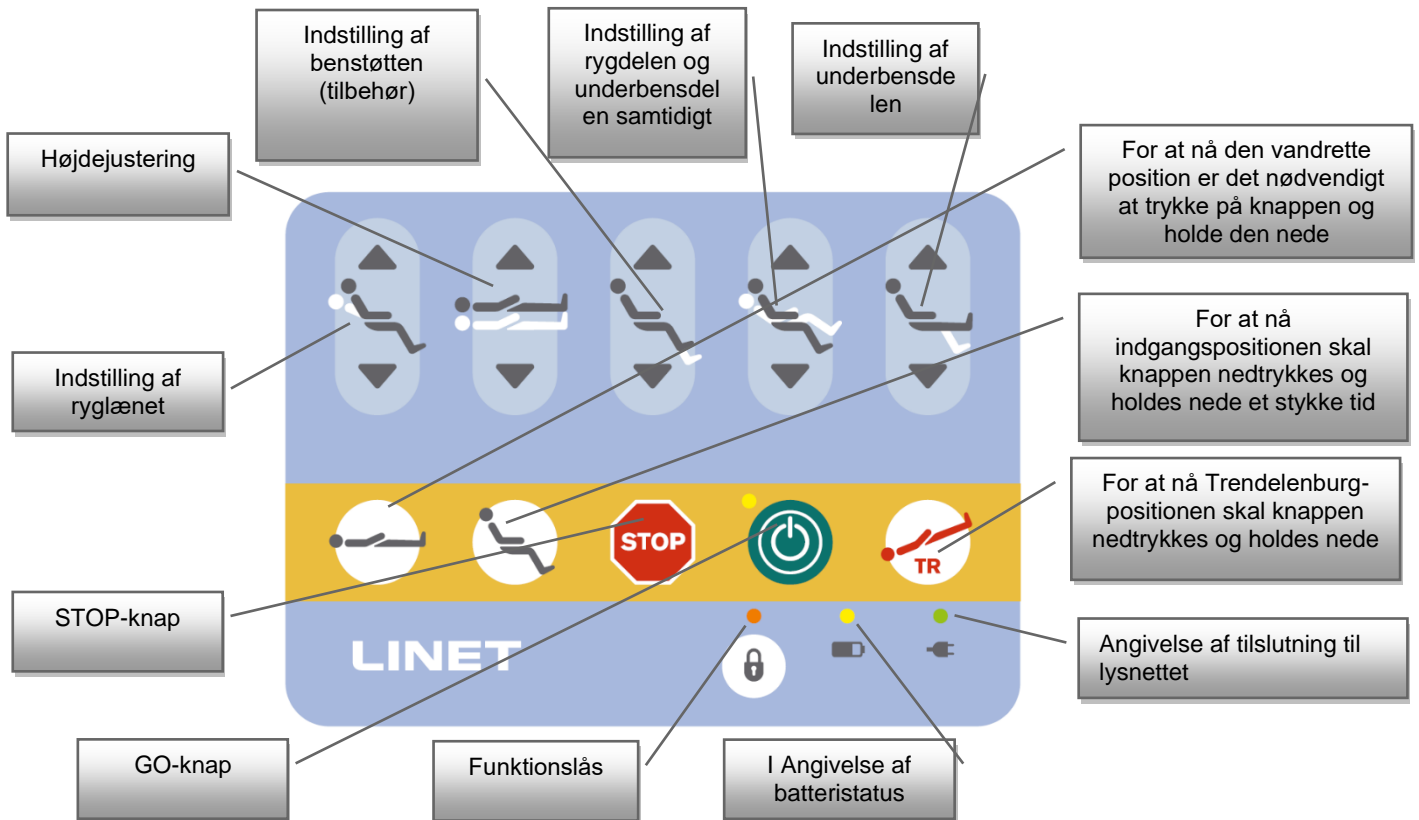 Indstilling af
benstøtten
(tilbehør)
Indstilling af
rygdelen og
underbensdel
en samtidigt
Indstilling af
underbensde
len
Højdejustering
For at nå den vandrette
position er det nødvendigt
at trykke på knappen og
holde den nede
Indstilling af
ryglænet
For at nå
indgangspositionen skal
knappen nedtrykkes og
holdes nede et stykke tid
For at nå Trendelenburg-
positionen skal knappen
nedtrykkes og holdes nede
STOP
TR
STOP-knap
LINET
Angivelse af tilslutning til
lysnettet
GO-knap
Funktionslås
I Angivelse af
batteristatus